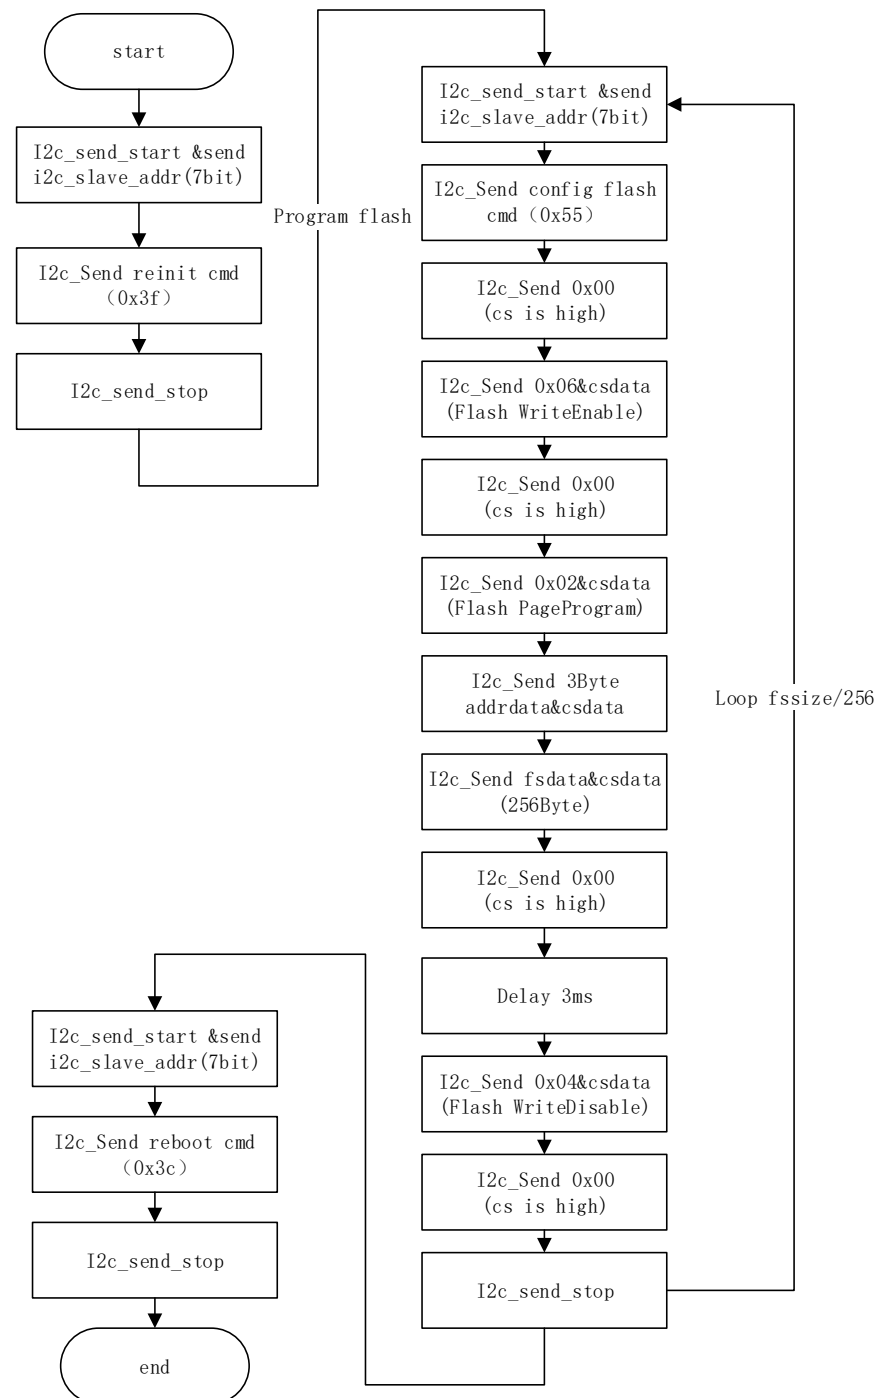 start
I2c_send_start &send
i2c_slave_addr(7bit)
I2c_Send reinit cmd
（0x3f）
I2c_send_stop
Program flash
I2c_send_start &send
i2c_slave_addr(7bit)
I2c_Send config flash
cmd（0x55）
I2c_Send 0x00
(cs is high)
I2c_Send 0x06&csdata
(Flash WriteEnable)
I2c_Send 0x00
(cs is high)
I2c_Send 0x02&csdata
(Flash PageProgram)
I2c_Send 3Byte
addrdata&csdata
I2c_Send fsdata&csdata
(256Byte)
I2c_Send 0x00
(cs is high)
Delay 3ms
I2c_Send 0x04&csdata
(Flash WriteDisable)
I2c_Send 0x00
(cs is high)
I2c_send_stop
Loop fssize/256
I2c_send_start &send
i2c_slave_addr(7bit)
I2c_Send reboot cmd
（0x3c）
I2c_send_stop
end